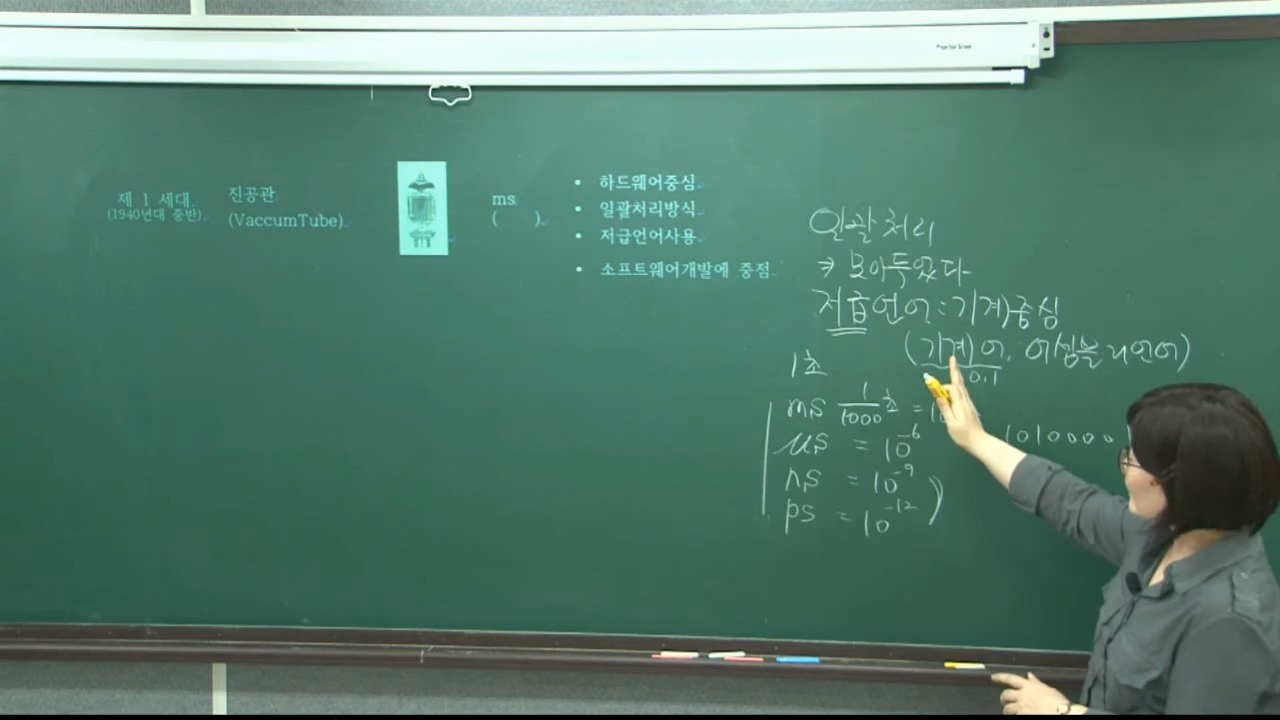 Projection Screen
제 1 세대
(1940년대 중반)
진공관
(VaccumTube)
ms
( )
• 하드웨어중심
• 일괄처리방식
• 저급언어사용
• 소프트웨어개발에 중점
일괄처리
모아두었다
저급언어:기계중심
(기계어, 어셈블리언어)
0,1
1초
ms 1/1000초 = 10
1010000
μs = 10⁻⁶
ns = 10⁻⁹
ps = 10⁻¹²